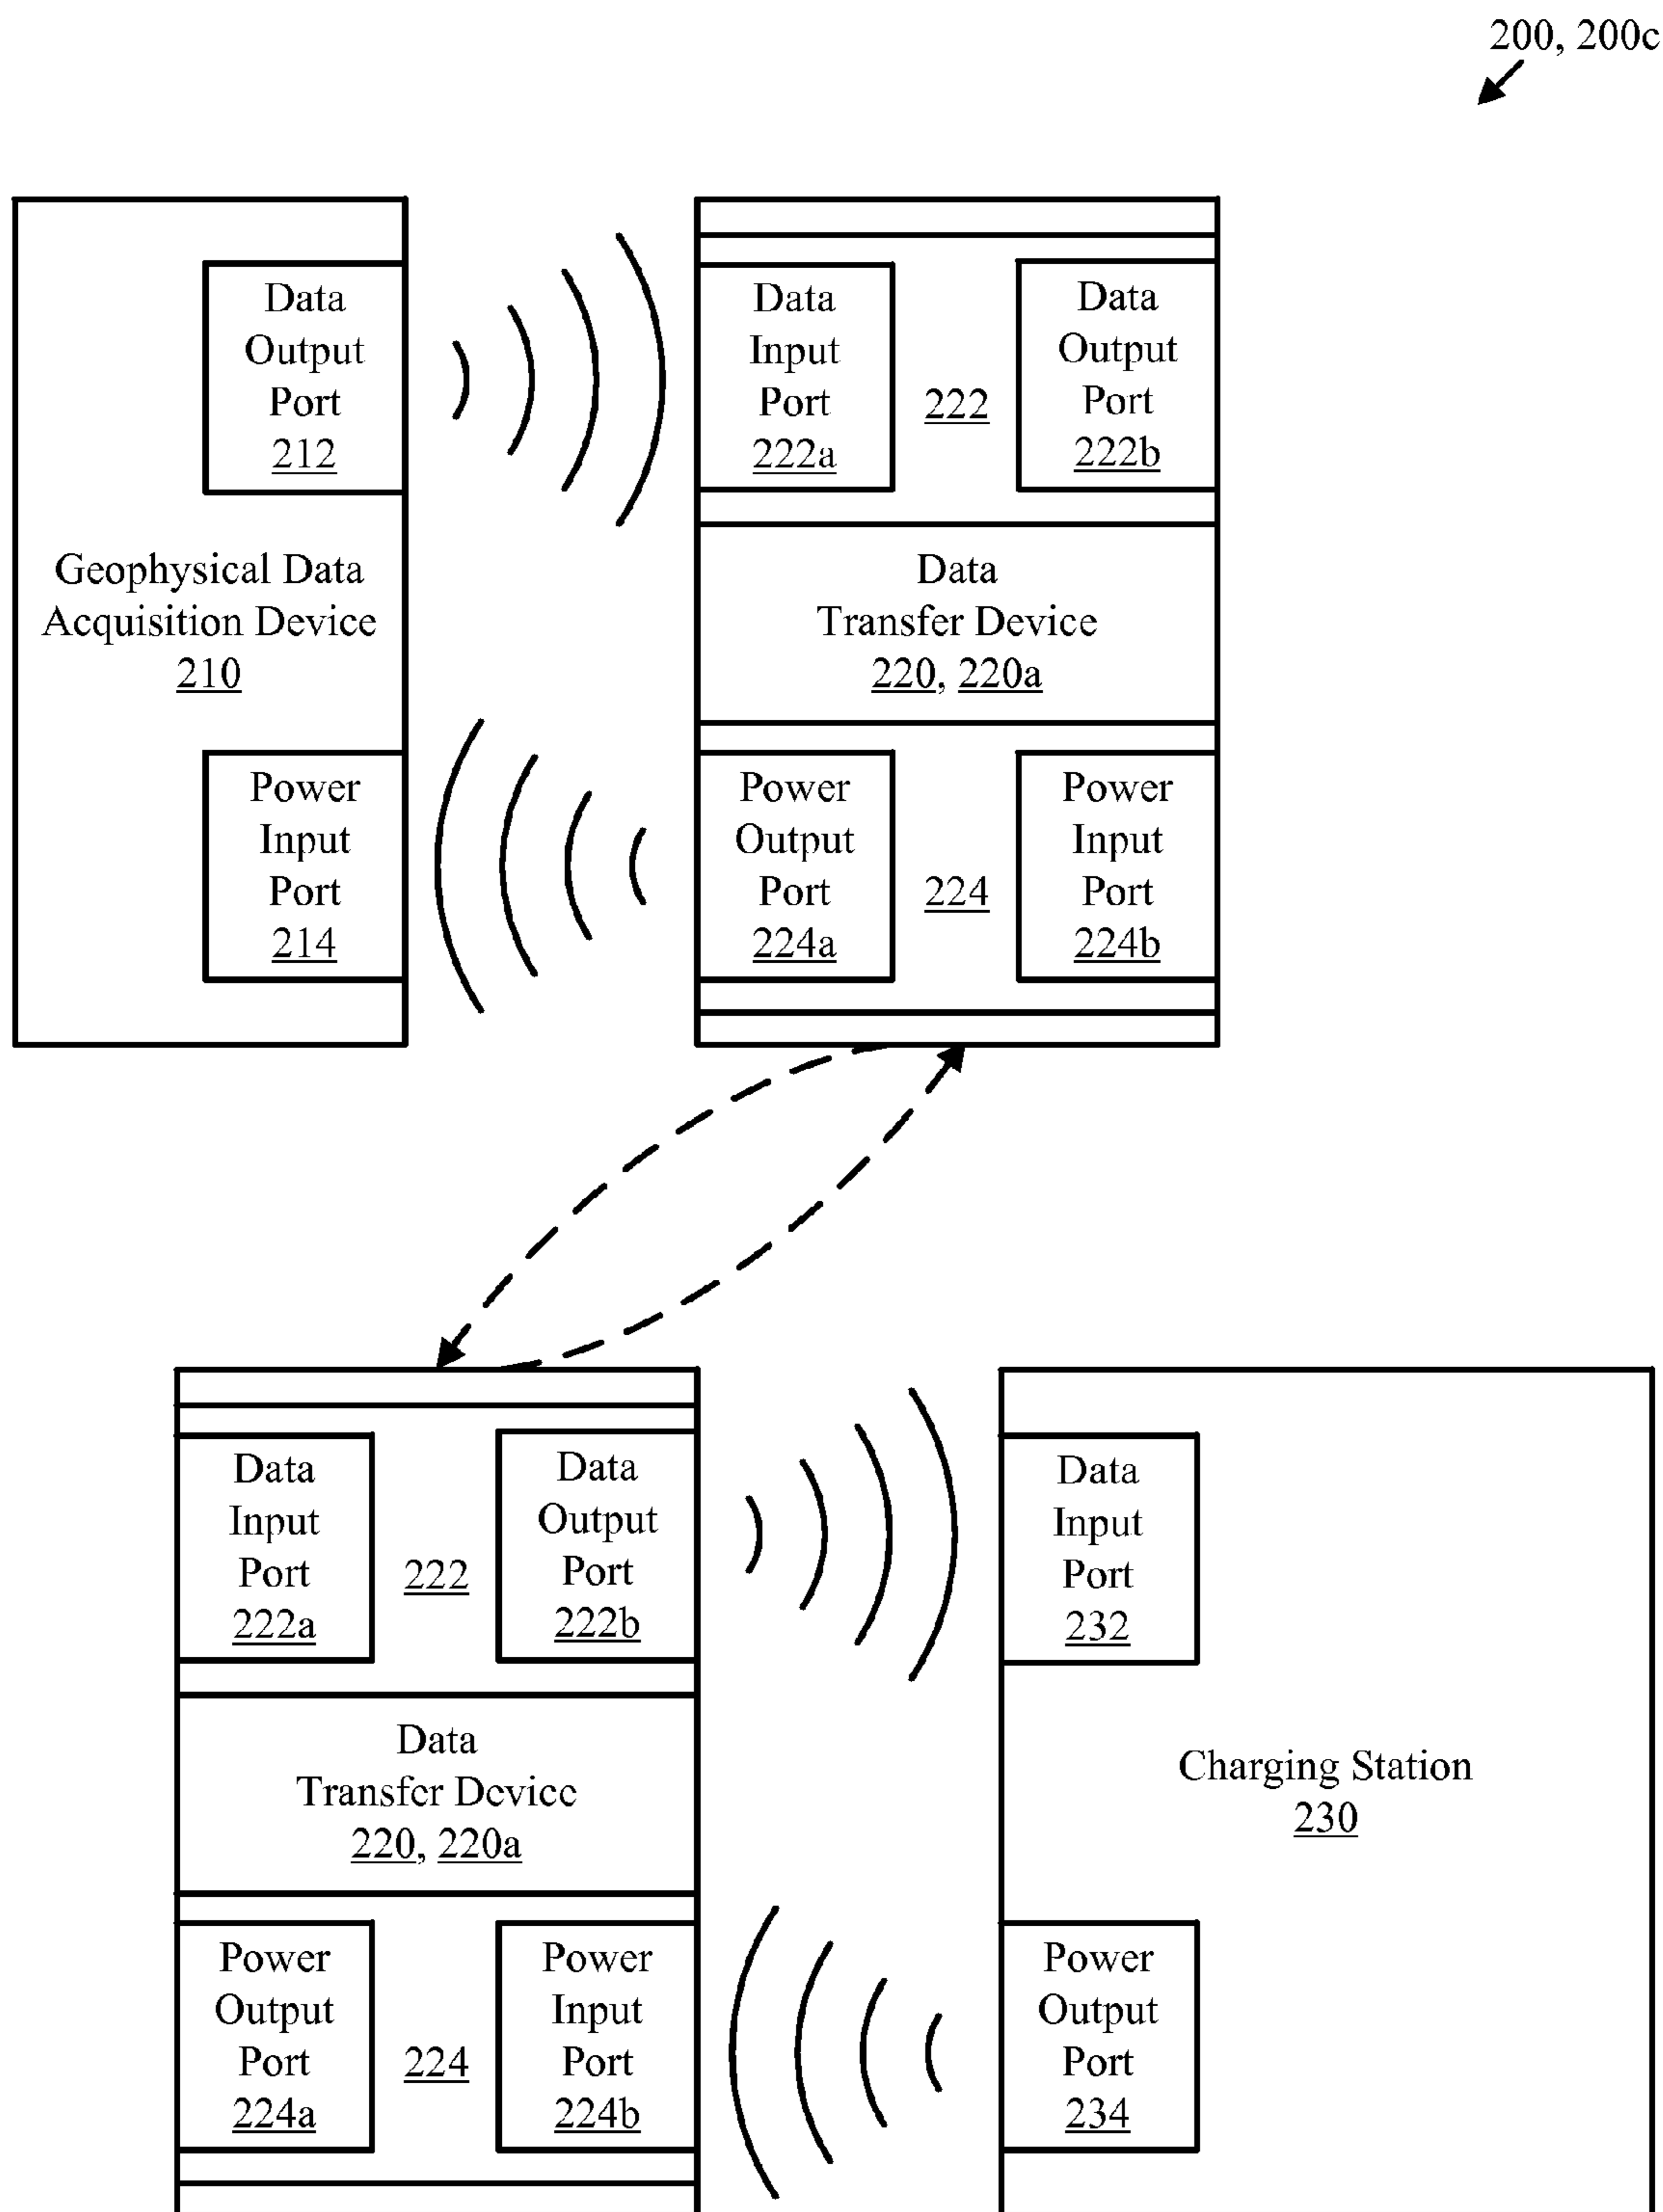 200, 200c
Data
Output
Port
212
Geophysical Data
Acquisition Device
210
Power
Input
Port
214
Data
Input
Port
222a
222
Data
Output
Port
222b
Data
Transfer Device
220, 220a
Power
Output
Port
224a
224
Power
Input
Port
224b
Data
Input
Port
222a
222
Data
Output
Port
222b
Data
Transfer Device
220, 220a
Power
Output
Port
224a
224
Power
Input
Port
224b
Data
Input
Port
232
Charging Station
230
Power
Output
Port
234